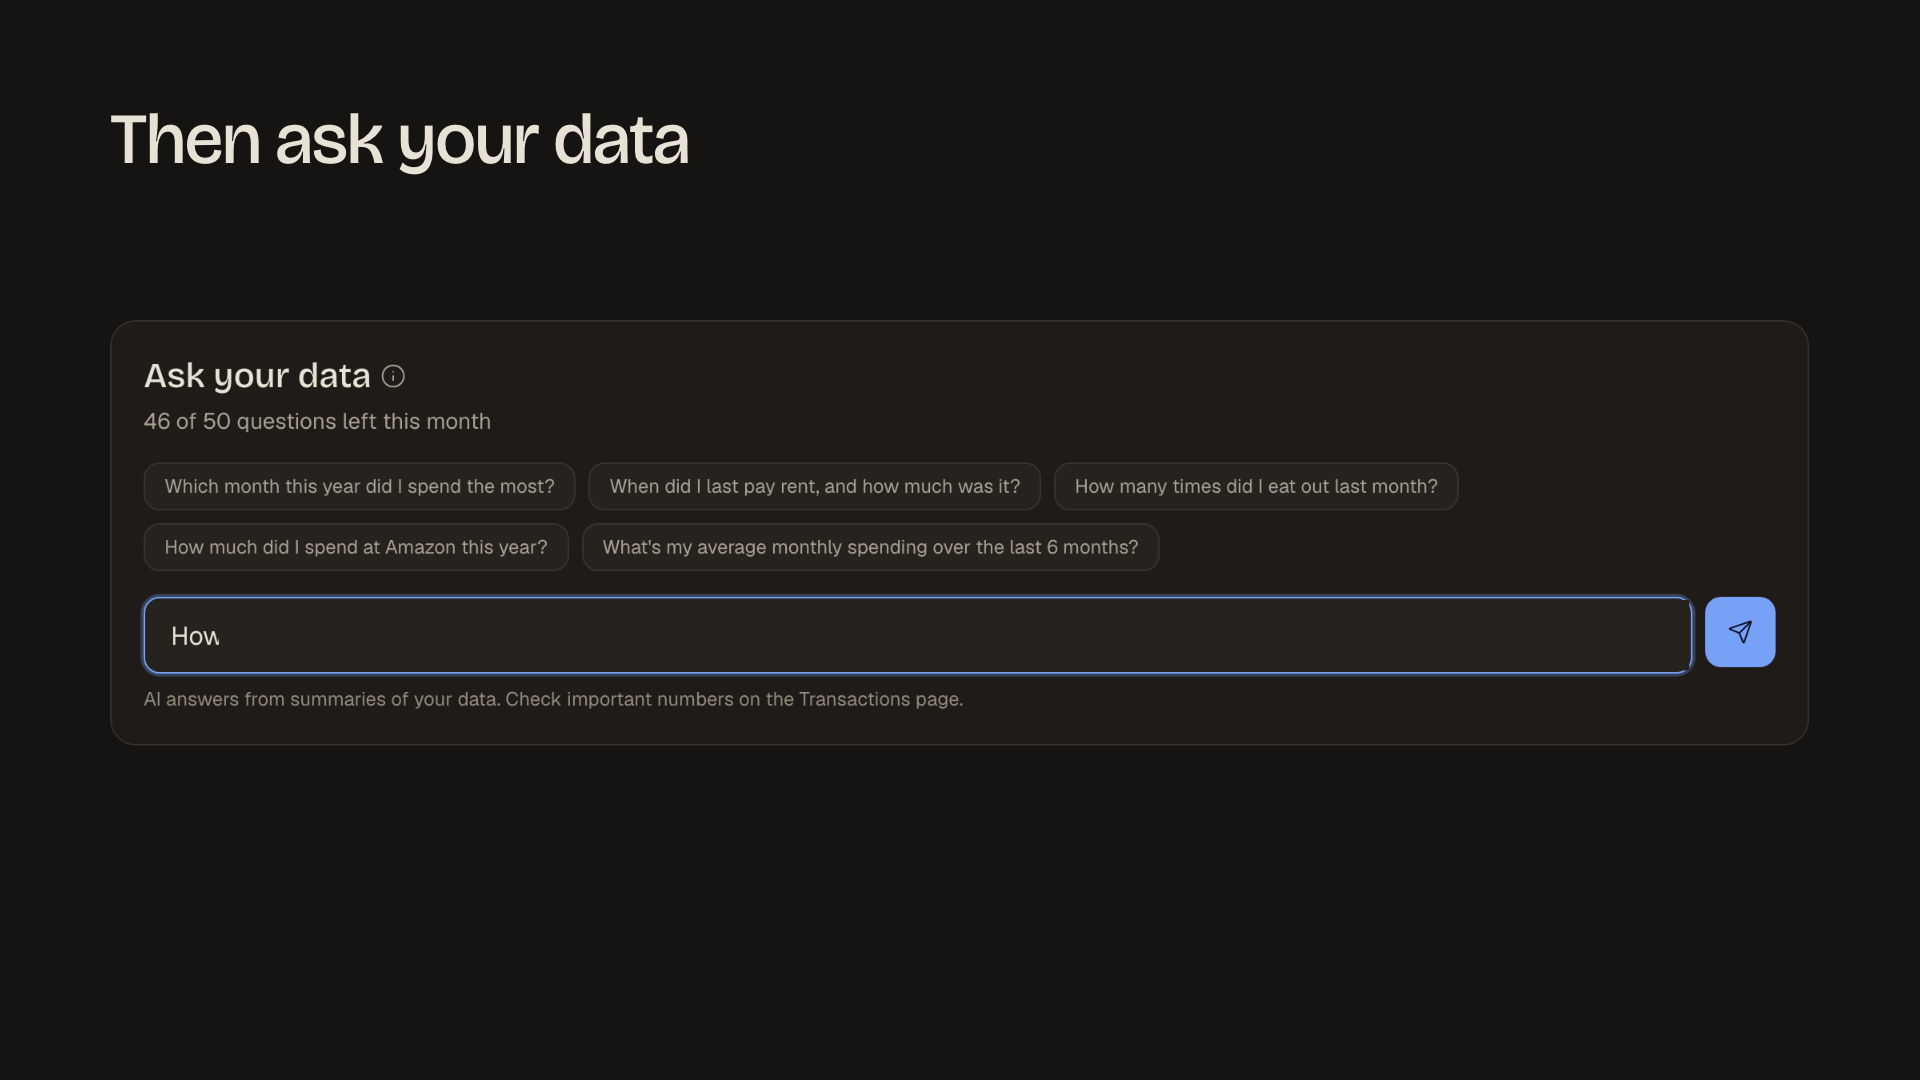 Then ask your data
Ask your data
46 of 50 questions left this month
Which month this year did I spend the most?
When did I last pay rent, and how much was it?
How many times did I eat out last month?
How much did I spend at Amazon this year?
What's my average monthly spending over the last 6 months?
How
AI answers from summaries of your data. Check important numbers on the Transactions page.